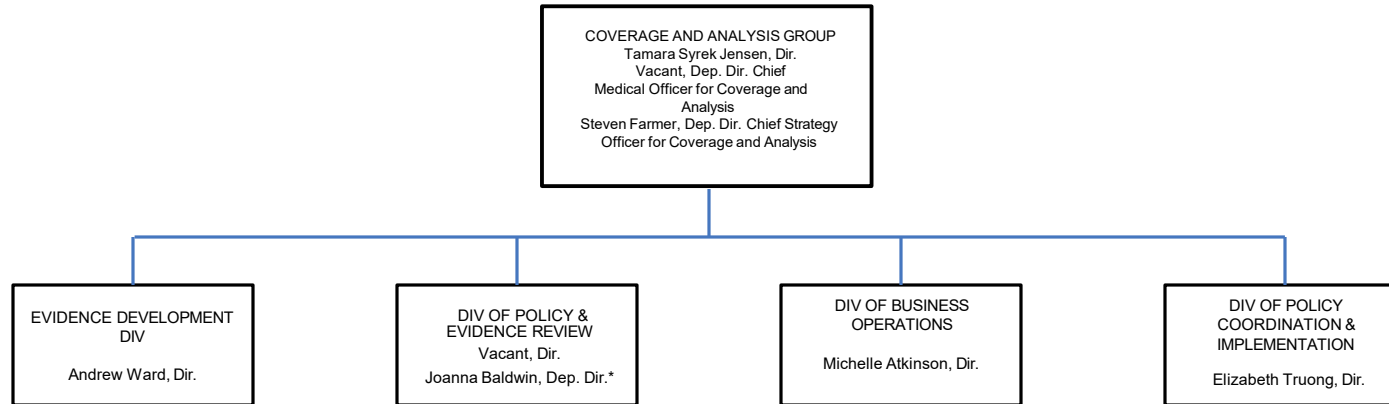 COVERAGE AND ANALYSIS GROUP
Tamara Syrek Jensen, Dir.
Vacant, Dep. Dir. Chief
Medical Officer for Coverage and
Analysis
Steven Farmer, Dep. Dir. Chief Strategy
Officer for Coverage and Analysis
EVIDENCE DEVELOPMENT
DIV
Andrew Ward, Dir.
DIV OF POLICY &
EVIDENCE REVIEW
Vacant, Dir.
Joanna Baldwin, Dep. Dir.*
DIV OF BUSINESS
OPERATIONS
Michelle Atkinson, Dir.
DIV OF POLICY
COORDINATION &
IMPLEMENTATION
Elizabeth Truong, Dir.